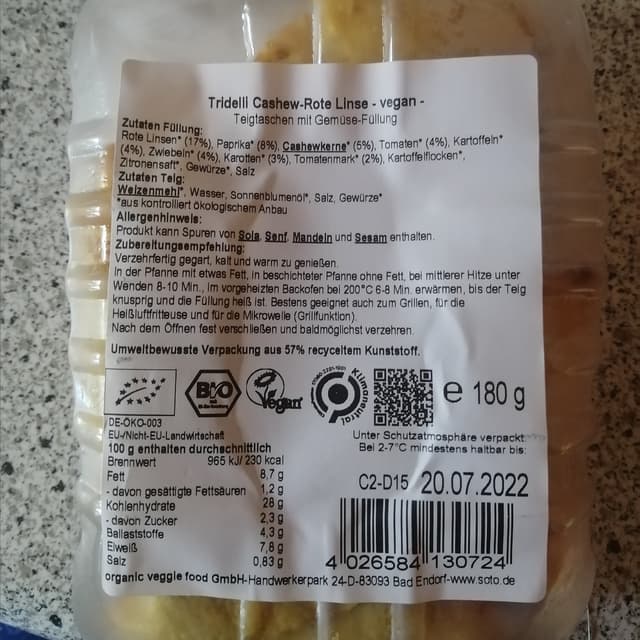 Tridelli Cashew-Rote Linse - vegan -
Teigtaschen mit Gemüse-Füllung
Zutaten Füllung:
Rote Linsen* (17%), Paprika* (8%), Cashewkerne* (5%), Tomaten* (4%), Kartoffeln*
(4%), Zwiebeln* (4%), Karotten* (3%), Tomatenmark* (2%), Kartoffelflocken*,
Zitronensaft*, Gewürze*, Salz
Zutaten Teig:
Weizenmehl*, Wasser, Sonnenblumenöl*, Salz, Gewürze*
*aus kontrolliert ökologischem Anbau
Allergenhinweis:
Produkt kann Spuren von Soja, Senf, Mandeln und Sesam enthalten.
Zubereitungsempfehlung:
Verzehrfertig gegart, kalt und warm zu genießen.
In der Pfanne mit etwas Fett, in beschichteter Pfanne ohne Fett, bei mittlerer Hitze unter
Wenden 8-10 Min., Im vorgeheizten Backofen bei 200°C 6-8 Min. erwärmen, bis der Teig
knusprig und die Füllung heiß ist. Bestens geeignet auch zum Grillen, für die
Heißluftfritteuse und für die Mikrowelle (Grillfunktion).
Nach dem Öffnen fest verschließen und baldmöglichst verzehren.
Umweltbewusste Verpackung aus 57% recyceltem Kunststoff.
Bio
Vegan
Klimaneutral
e 180 g
DE-ÖKO-003
EU-/Nicht-EU-Landwirtschaft
Unter Schutzatmosphäre verpackt.
Bei 2-7°C mindestens haltbar bis:
C2-D15 20.07.2022
100 g enthalten durchschnittlich
Brennwert 965 kJ/ 230 kcal
Fett 8,7 g
- davon gesättigte Fettsäuren 1,2 g
Kohlenhydrate 28 g
- davon Zucker 2,3 g
Ballaststoffe 4,3 g
Eiweiß 7,8 g
Salz 0,83 g
4 026584 130724
organic veggie food GmbH-Handwerkerpark 24-D-83093 Bad Endorf-www.soto.de